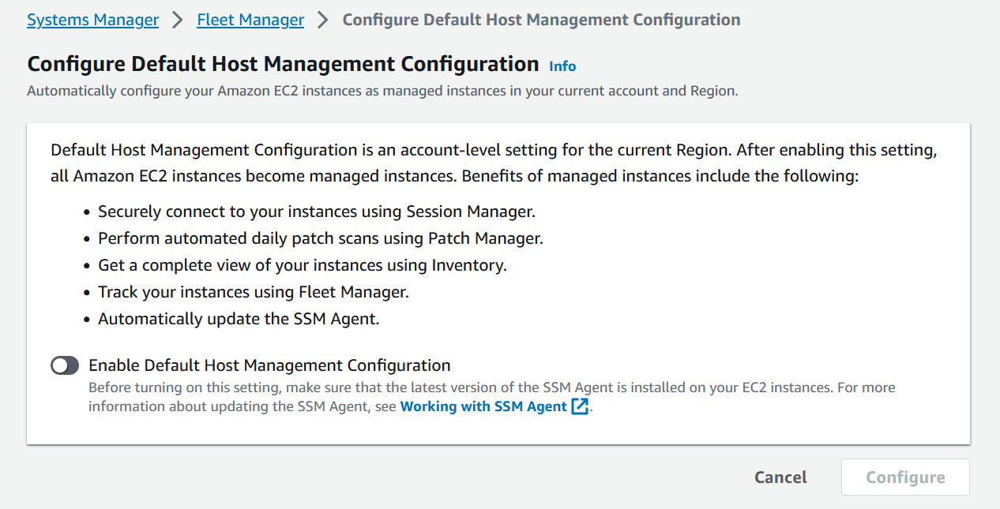 Systems Manager > Fleet Manager > Configure Default Host Management Configuration
Configure Default Host Management Configuration Info
Automatically configure your Amazon EC2 instances as managed instances in your current account and Region.
Default Host Management Configuration is an account-level setting for the current Region. After enabling this setting,
all Amazon EC2 instances become managed instances. Benefits of managed instances include the following:
• Securely connect to your instances using Session Manager.
• Perform automated daily patch scans using Patch Manager.
• Get a complete view of your instances using Inventory.
• Track your instances using Fleet Manager.
• Automatically update the SSM Agent.
Enable Default Host Management Configuration
Before turning on this setting, make sure that the latest version of the SSM Agent is installed on your EC2 instances. For more
information about updating the SSM Agent, see Working with SSM Agent.
Cancel Configure